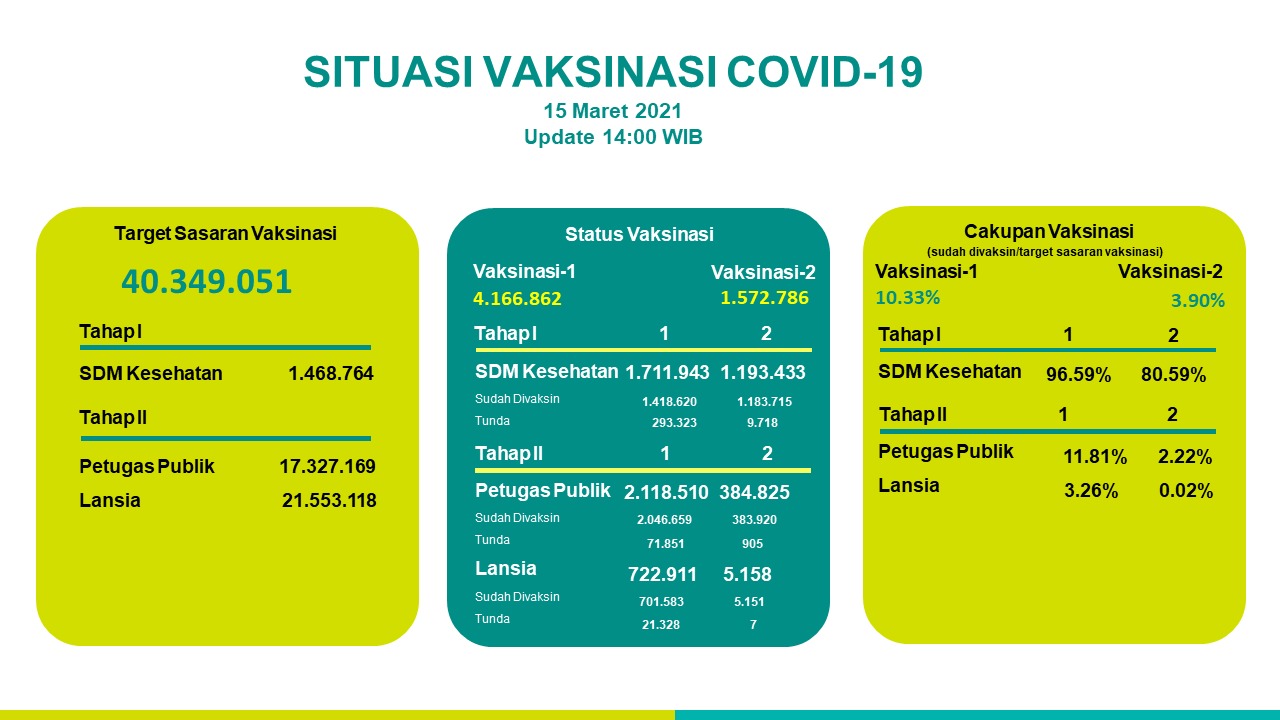 SITUASI VAKSINASI COVID-19
15 Maret 2021
Update 14:00 WIB
Target Sasaran Vaksinasi
40.349.051
Tahap I
SDM Kesehatan 1.468.764
Tahap II
Petugas Publik 17.327.169
Lansia 21.553.118
Status Vaksinasi
Vaksinasi-1 Vaksinasi-2
4.166.862 1.572.786
Tahap I 1 2
SDM Kesehatan 1.711.943 1.193.433
Sudah Divaksin 1.418.620 1.183.715
Tunda 293.323 9.718
Tahap II 1 2
Petugas Publik 2.118.510 384.825
Sudah Divaksin 2.046.659 383.920
Tunda 71.851 905
Lansia 722.911 5.158
Sudah Divaksin 701.583 5.151
Tunda 21.328 7
Cakupan Vaksinasi
(sudah divaksin/target sasaran vaksinasi)
Vaksinasi-1 Vaksinasi-2
10.33% 3.90%
Tahap I 1 2
SDM Kesehatan 96.59% 80.59%
Tahap II 1 2
Petugas Publik 11.81% 2.22%
Lansia 3.26% 0.02%